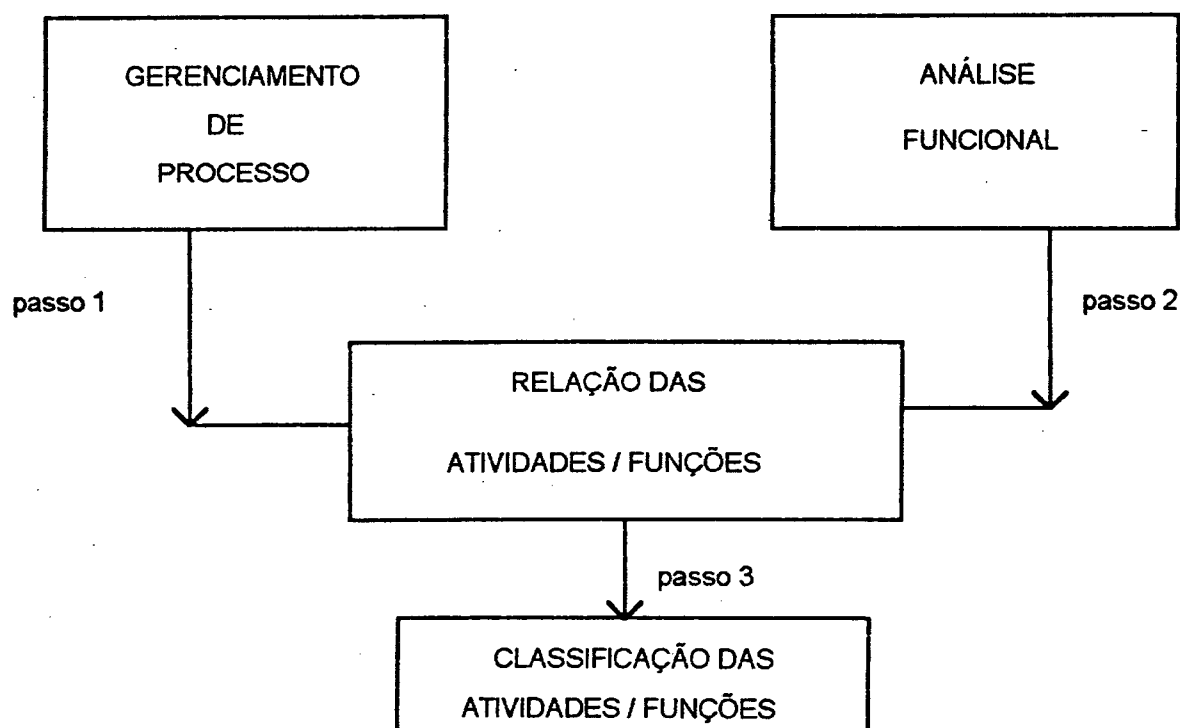 GERENCIAMENTO
DE
PROCESSO
ANÁLISE
FUNCIONAL
passo 1
passo 2
RELAÇÃO DAS
ATIVIDADES / FUNÇÕES
passo 3
CLASSIFICAÇÃO DAS
ATIVIDADES / FUNÇÕES